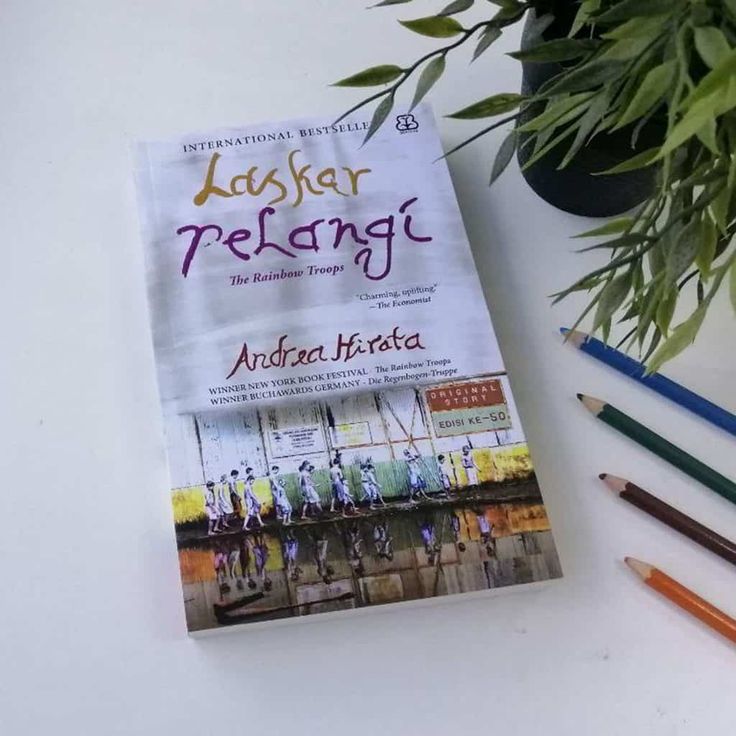 INTERNATIONAL BESTSELLER
Laskar
Pelangi
The Rainbow Troops
"Charming, uplifting."
—The Economist
Andrea Hirata
WINNER NEW YORK BOOK FESTIVAL - The Rainbow Troops
WINNER BUCHAWARDS GERMANY - Die Regenbogen-Truppe
ORIGINAL
STORY
EDISI KE-50